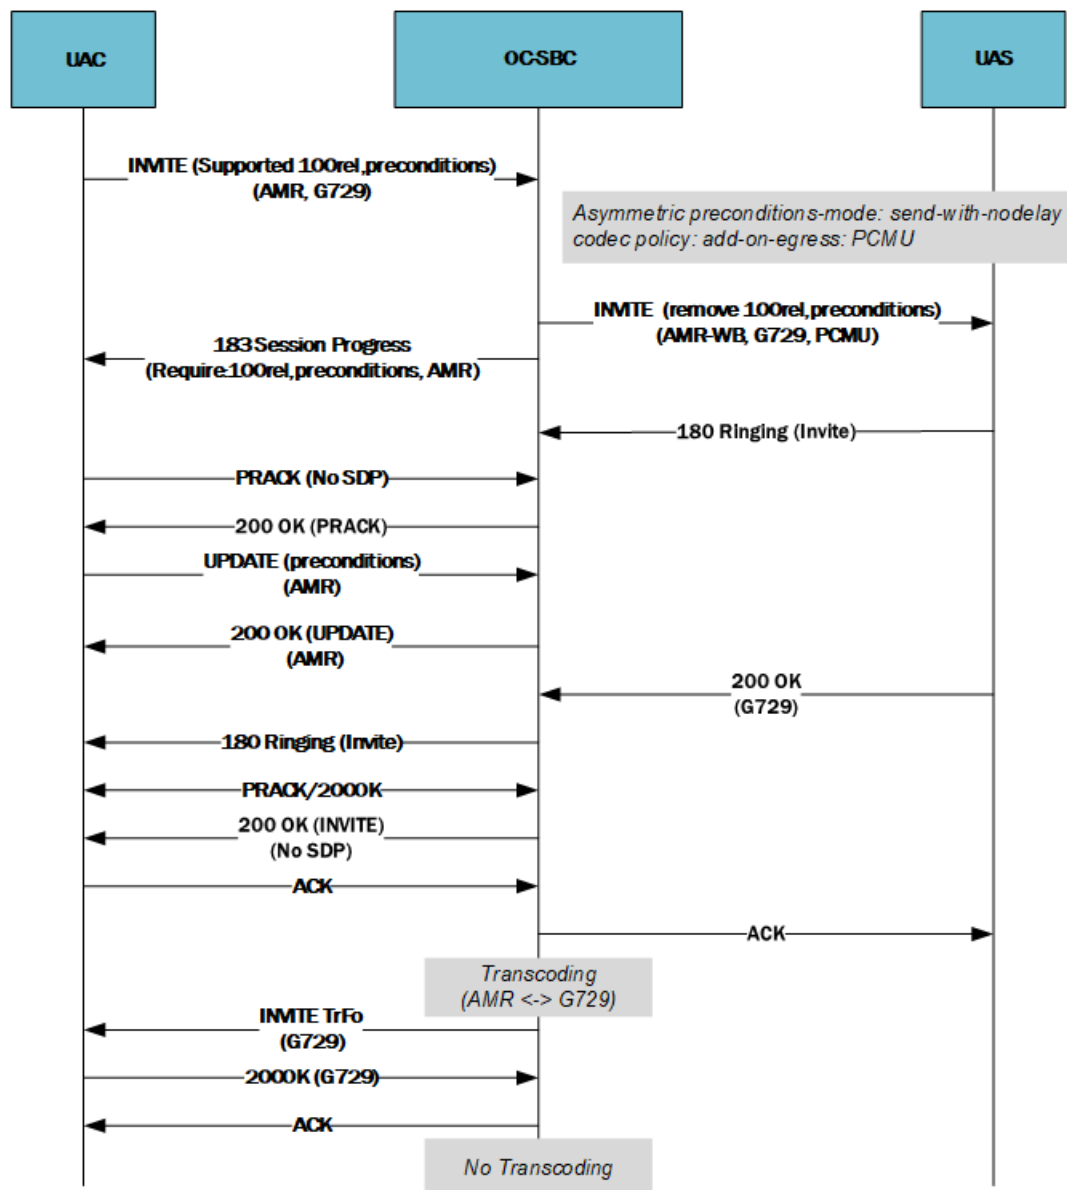 UAC
OC-SBC
UAS
INVITE (Supported 100rel,preconditions)
(AMR, G729)
Asymmetric preconditions-mode: send-with-nodelay
codec policy: add-on-egress: PCMU
INVITE (remove 100rel,preconditions)
(AMR-WB, G729, PCMU)
183 Session Progress
(Require:100rel,preconditions, AMR)
180 Ringing (Invite)
PRACK (No SDP)
200 OK (PRACK)
UPDATE (preconditions)
(AMR)
200 OK (UPDATE)
(AMR)
200 OK
(G729)
180 Ringing (Invite)
PRACK/200OK
200 OK (INVITE)
(No SDP)
ACK
ACK
Transcoding
(AMR <-> G729)
INVITE TrFo
(G729)
200OK (G729)
ACK
No Transcoding